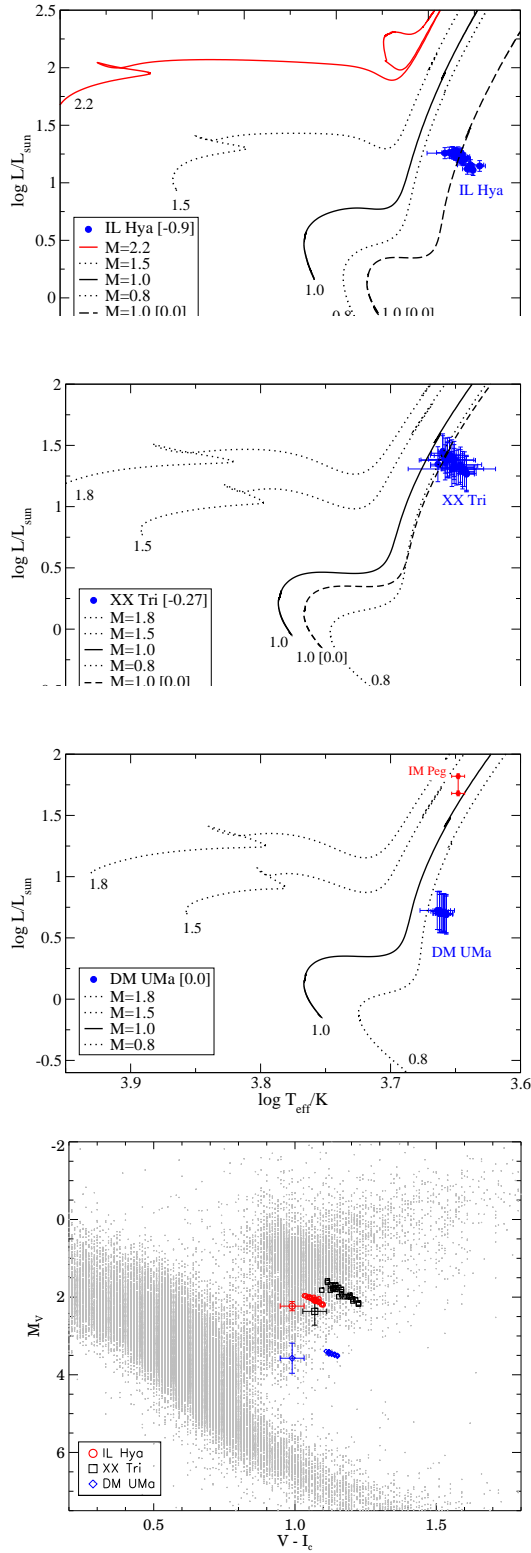 2.5
2
1.5
1
0.5
0
log L/L_sun
2.2
1.5
1.0
0.8
1.0 [0.0]
IL Hya
IL Hya [-0.9]
M=2.2
M=1.5
M=1.0
M=0.8
M=1.0 [0.0]
2
1.5
1
0.5
0
log L/L_sun
1.8
1.5
1.0
1.0 [0.0]
0.8
XX Tri
XX Tri [-0.27]
M=1.8
M=1.5
M=1.0
M=0.8
M=1.0 [0.0]
2
1.5
1
0.5
0
-0.5
log L/L_sun
IM Peg
1.8
1.5
1.0
0.8
DM UMa
DM UMa [0.0]
M=1.8
M=1.5
M=1.0
M=0.8
3.9 3.8 3.7 3.6
log T_eff/K
-2
0
2
4
6
M_V
IL Hya
XX Tri
DM UMa
0.5 1.0 1.5
V - I_c